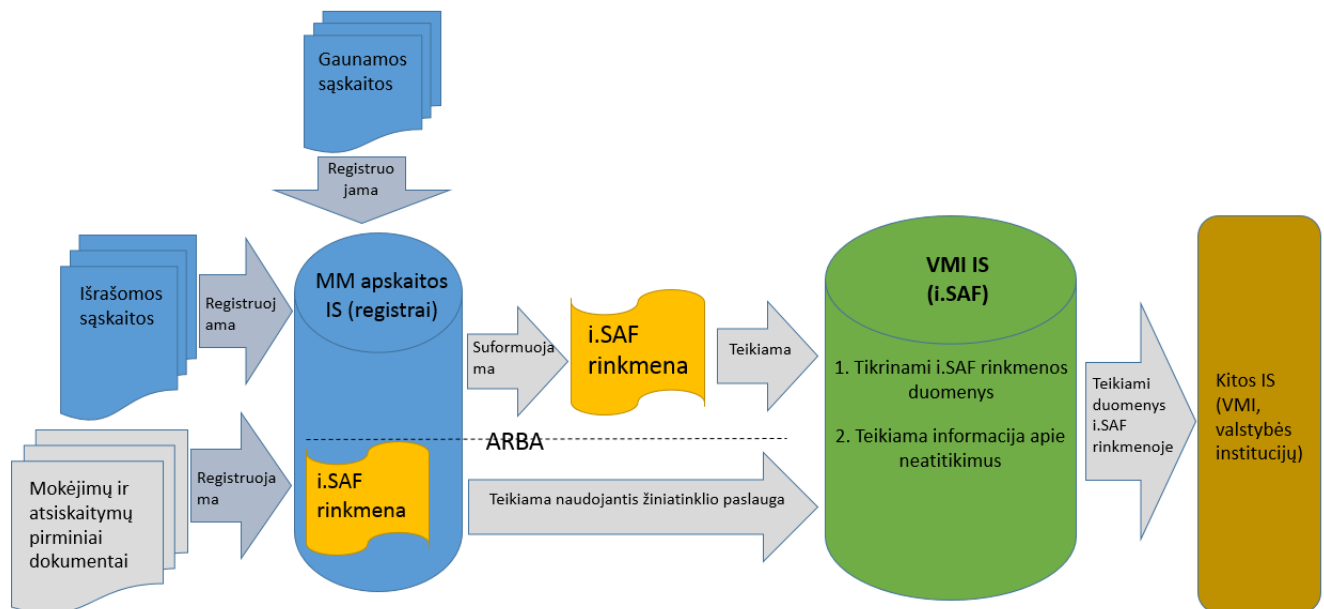 Gaunamos
sąskaitos
Registruo
jama
Išrašomos
sąskaitos
Registruoj
ama
MM apskaitos
IS (registrai)
Suformuoja
ma
i.SAF
rinkmena
Teikiama
VMI IS
(i.SAF)
1. Tikrinami i.SAF rinkmenos
duomenys
2. Teikiama informacija apie
neatitikimus
Teikiami
duomenys
i.SAF
rinkmenoje
Kitos IS
(VMI,
valstybės
institucijų)
ARBA
Mokėjimų ir
atsiskaitymų
pirminiai
dokumentai
Registruoja
ma
i.SAF
rinkmena
Teikiama naudojantis žiniatinklio paslauga